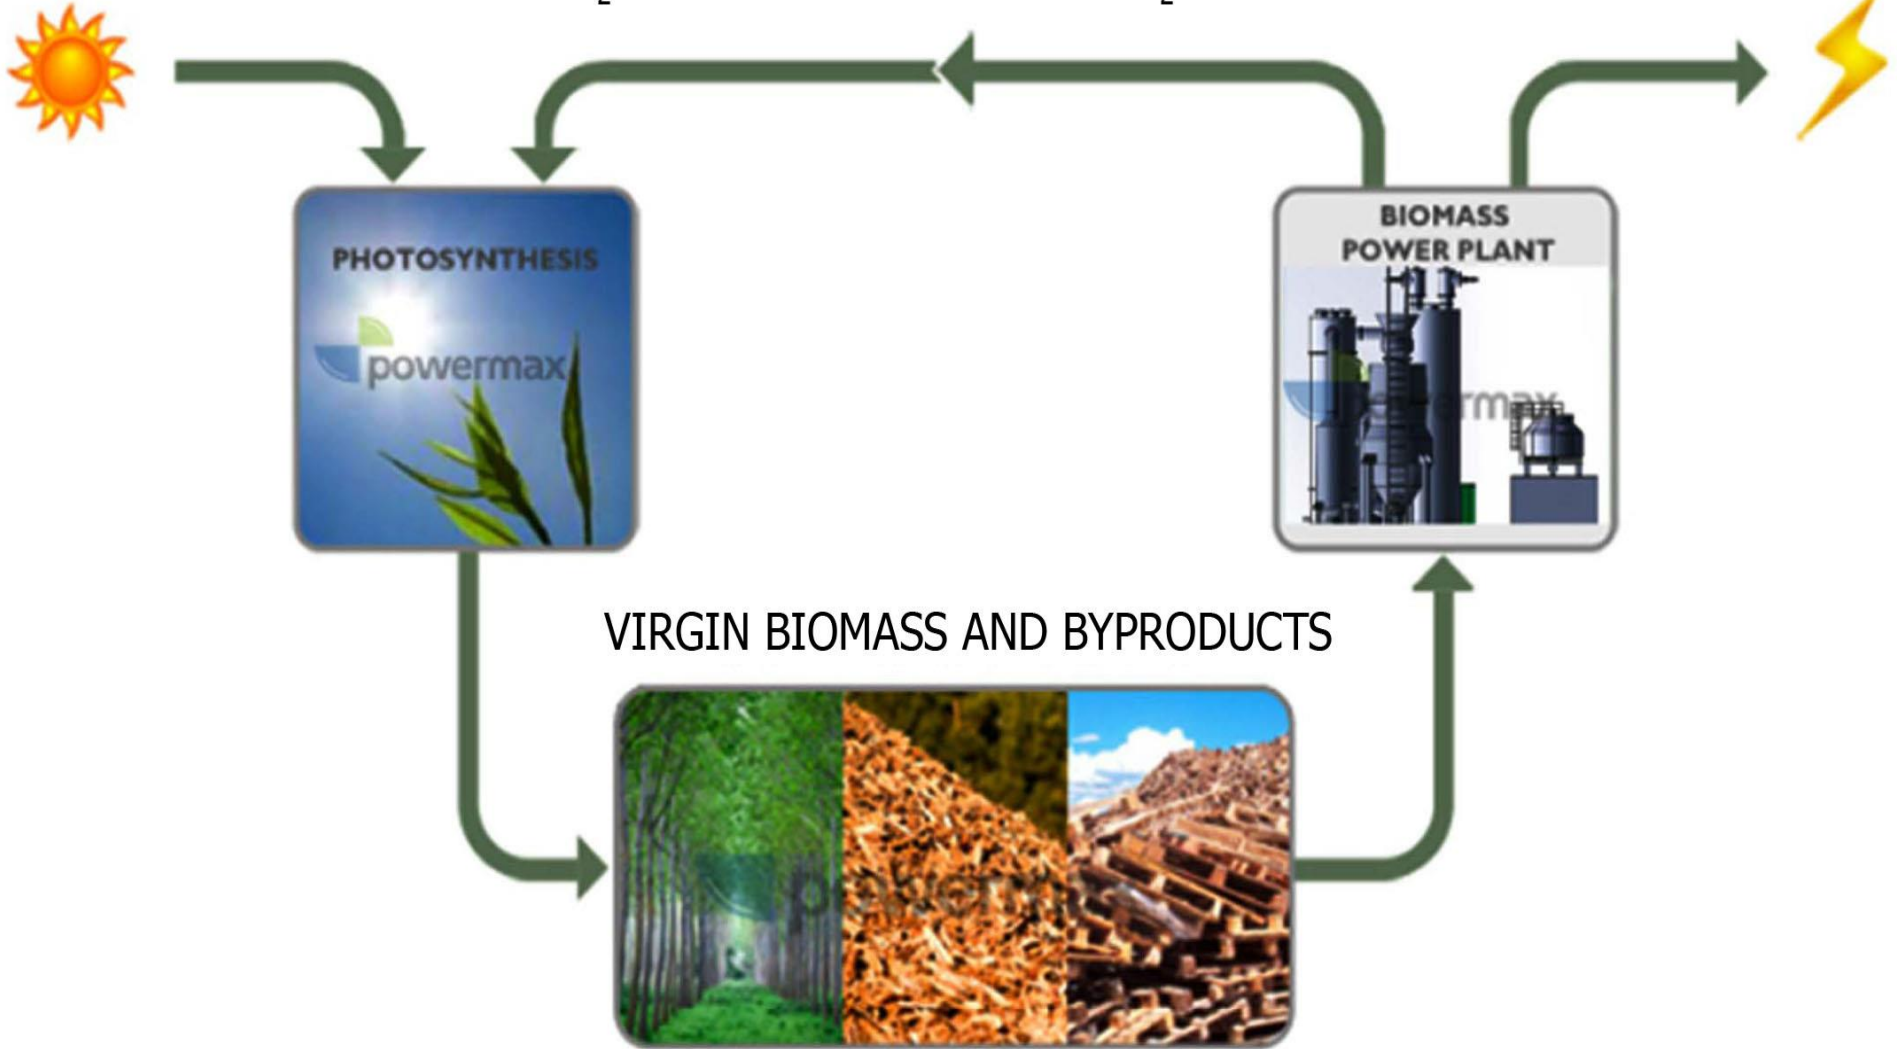 PHOTOSYNTHESIS
powermax
BIOMASS
POWER PLANT
VIRGIN BIOMASS AND BYPRODUCTS